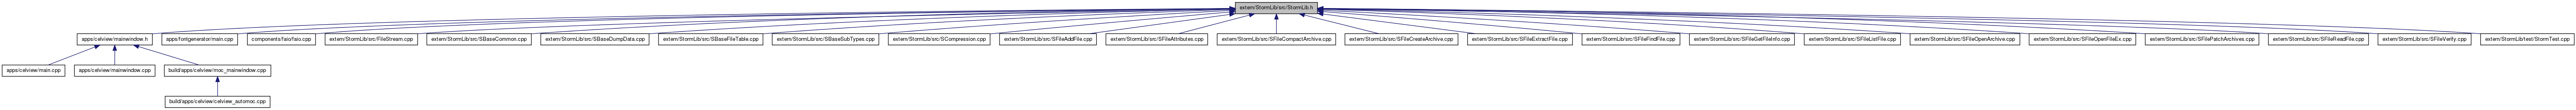 extern/StormLib/src/StormLib.h
apps/celview/mainwindow.h
apps/fontgenerator/main.cpp
components/faio/faio.cpp
extern/StormLib/src/FileStream.cpp
extern/StormLib/src/SBaseCommon.cpp
extern/StormLib/src/SBaseDumpData.cpp
extern/StormLib/src/SBaseFileTable.cpp
extern/StormLib/src/SBaseSubTypes.cpp
extern/StormLib/src/SCompression.cpp
extern/StormLib/src/SFileAddFile.cpp
extern/StormLib/src/SFileAttributes.cpp
extern/StormLib/src/SFileCompactArchive.cpp
extern/StormLib/src/SFileCreateArchive.cpp
extern/StormLib/src/SFileExtractFile.cpp
extern/StormLib/src/SFileFindFile.cpp
extern/StormLib/src/SFileGetFileInfo.cpp
extern/StormLib/src/SFileListFile.cpp
extern/StormLib/src/SFileOpenArchive.cpp
extern/StormLib/src/SFileOpenFileEx.cpp
extern/StormLib/src/SFilePatchArchives.cpp
extern/StormLib/src/SFileReadFile.cpp
extern/StormLib/src/SFileVerify.cpp
extern/StormLib/test/StormTest.cpp
apps/celview/main.cpp
apps/celview/mainwindow.cpp
build/apps/celview/moc_mainwindow.cpp
build/apps/celview/celview_automoc.cpp